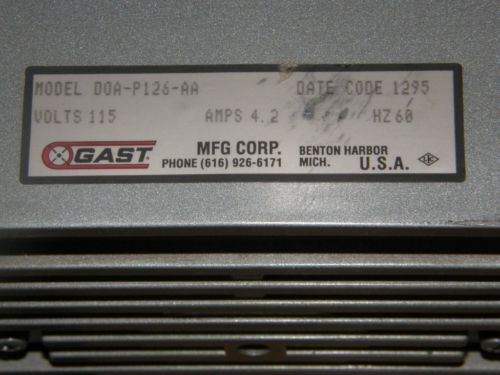 MODEL DOA-P126-AA DATE CODE 1295
VOLTS 115 AMPS 4.2 HZ 60
GAST MFG CORP. BENTON HARBOR
PHONE (616) 926-6171 MICH. U.S.A.